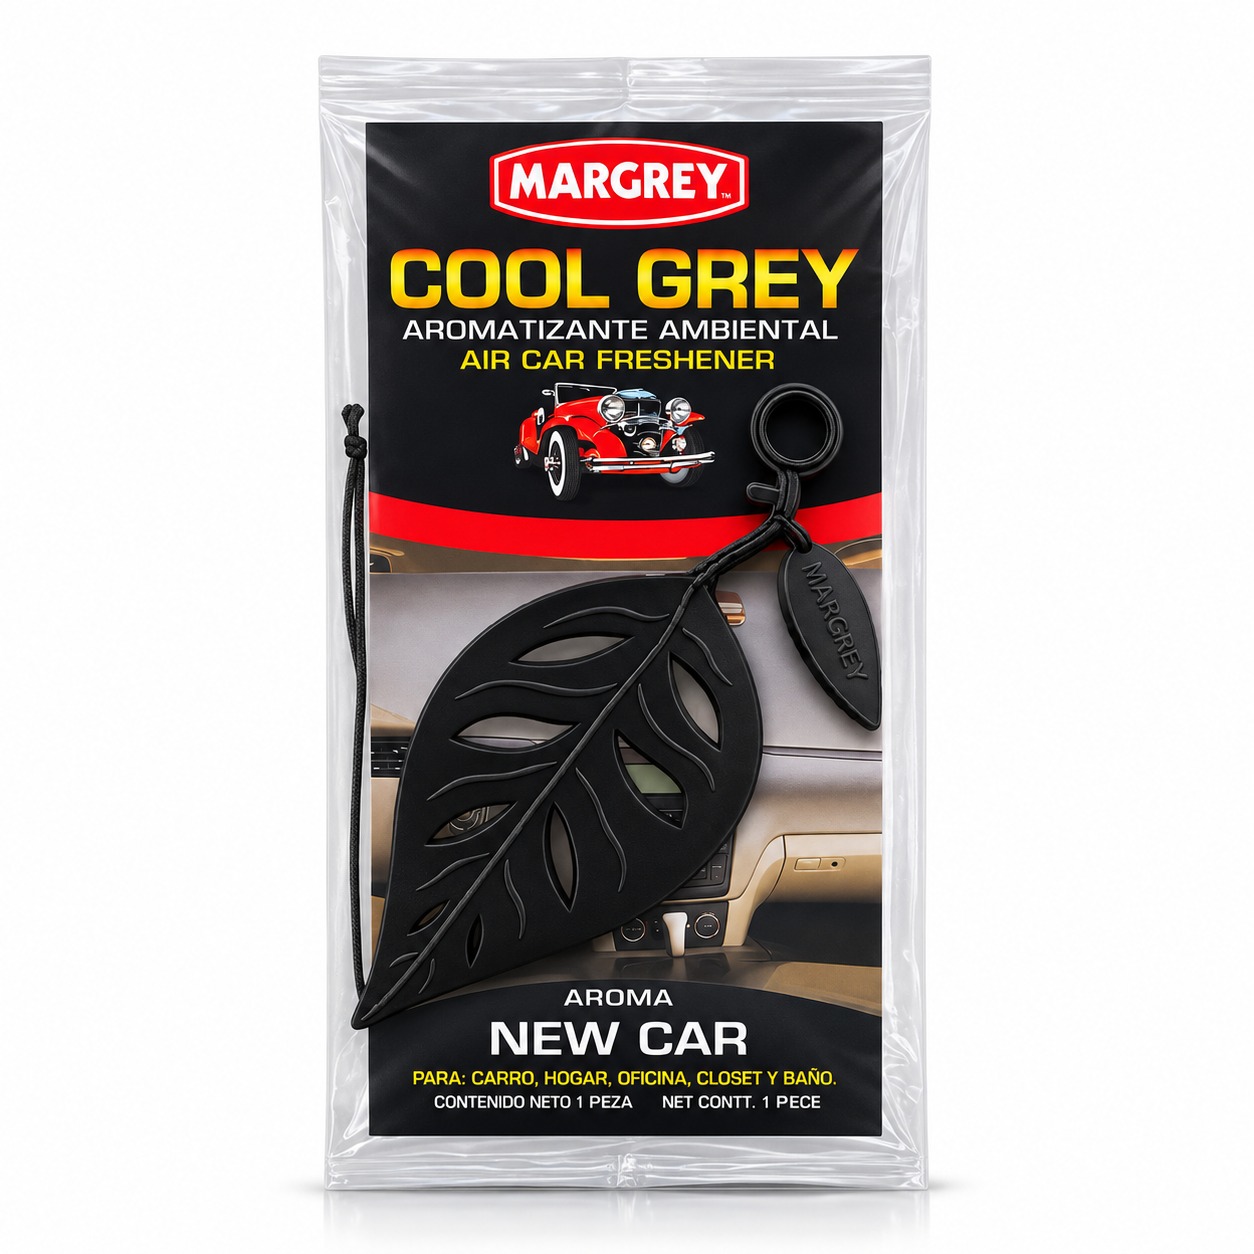 MARGREY™
COOL GREY
AROMATIZANTE AMBIENTAL
AIR CAR FRESHENER
MARGREY
AROMA
NEW CAR
PARA: CARRO, HOGAR, OFICINA, CLOSET Y BAÑO.
CONTENIDO NETO 1 PEZA NET CONTT. 1 PECE